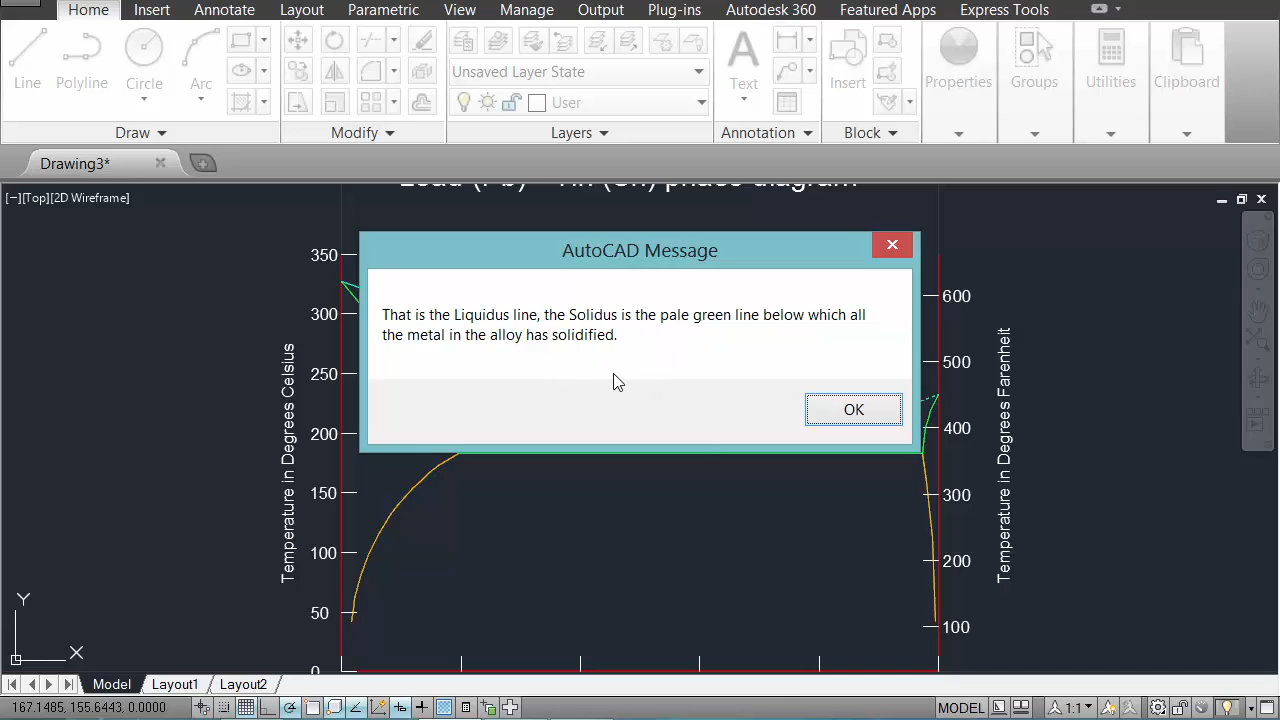 Home Insert Annotate Layout Parametric View Manage Output Plug-ins Autodesk 360 Featured Apps Express Tools
Unsaved Layer State
Line Polyline Circle Arc Text Insert Properties Groups Utilities Clipboard
User
Draw Modify Layers Annotation Block
Drawing3*
[−][Top][2D Wireframe]
phase diagram
AutoCAD Message
That is the Liquidus line, the Solidus is the pale green line below which all
the metal in the alloy has solidified.
OK
Temperature in Degrees Celsius
350
300
250
200
150
100
50
0
600
500
400
300
200
100
Temperature in Degrees Farenheit
Y
X
Model Layout1 Layout2
167.1485, 155.6443, 0.0000 MODEL 1:1